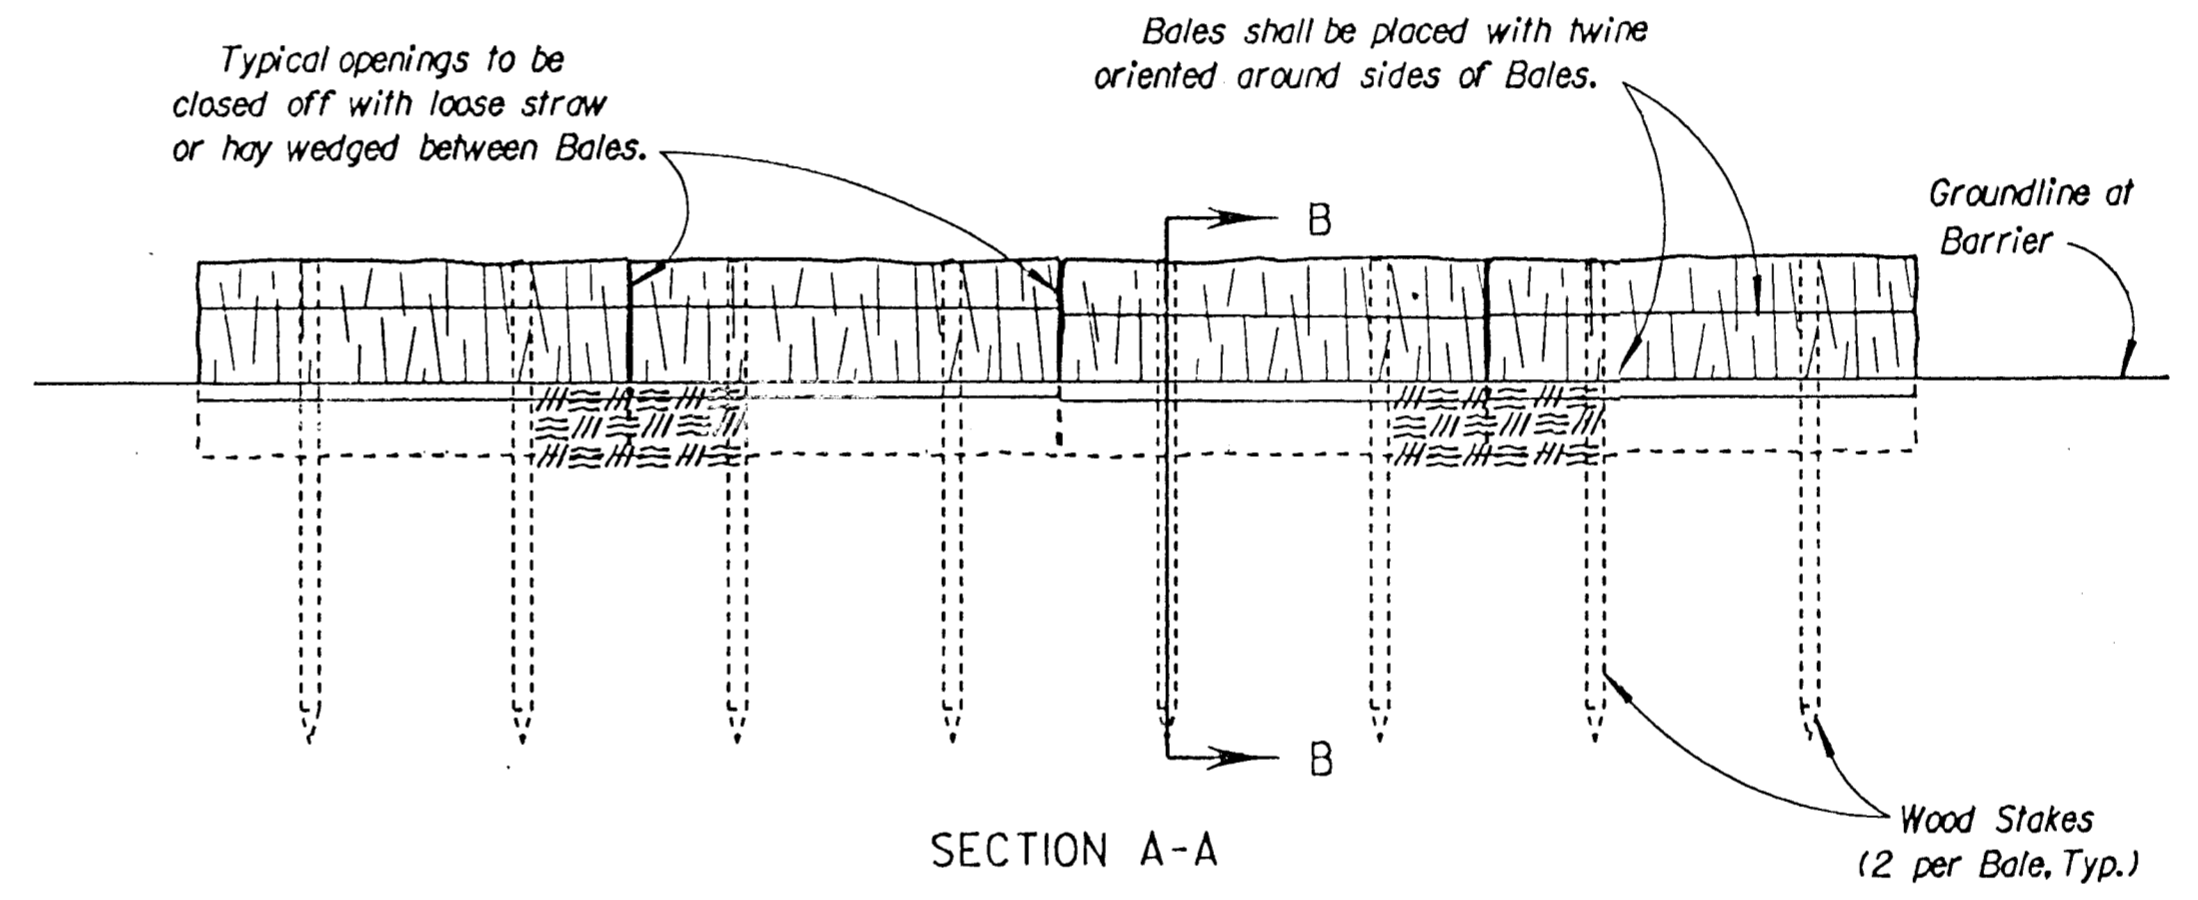 Typical openings to be
closed off with loose straw
or hay wedged between Bales.
Bales shall be placed with twine
oriented around sides of Bales.
Groundline at
Barrier
B
B
Wood Stakes
(2 per Bale, Typ.)
SECTION A-A